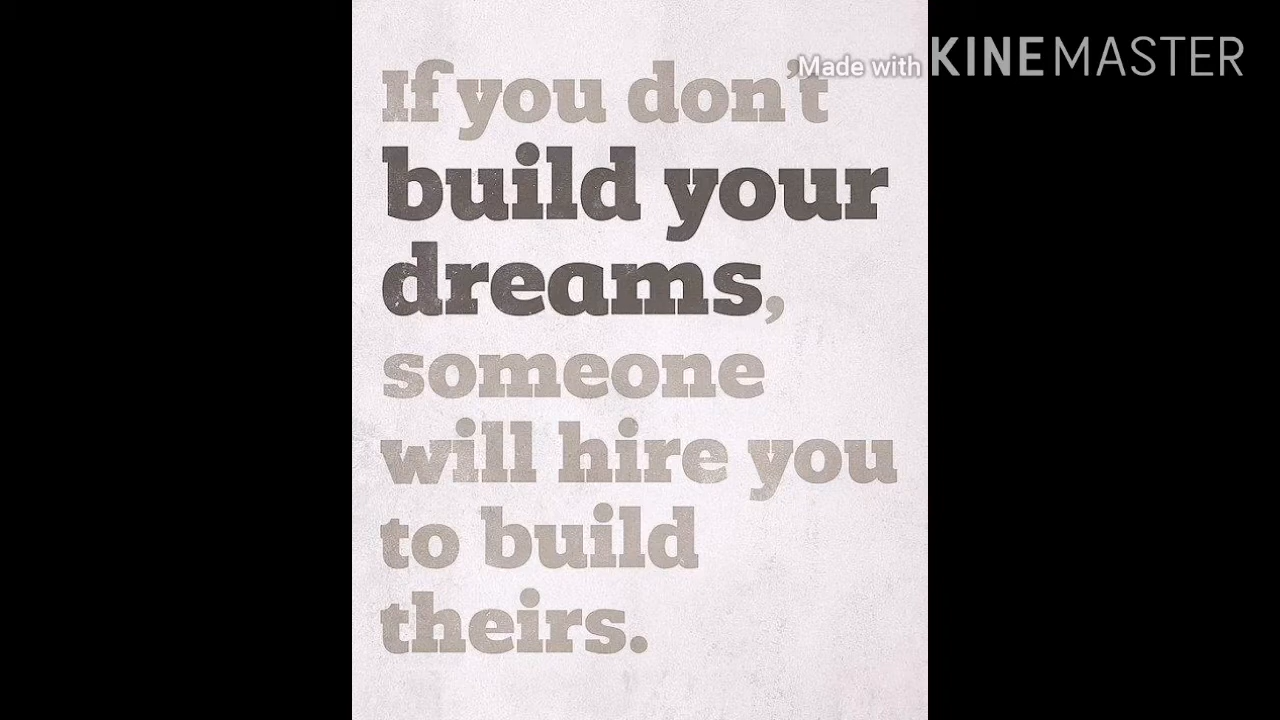 Made with KINEMASTER
If you don't
build your
dreams,
someone
will hire you
to build
theirs.